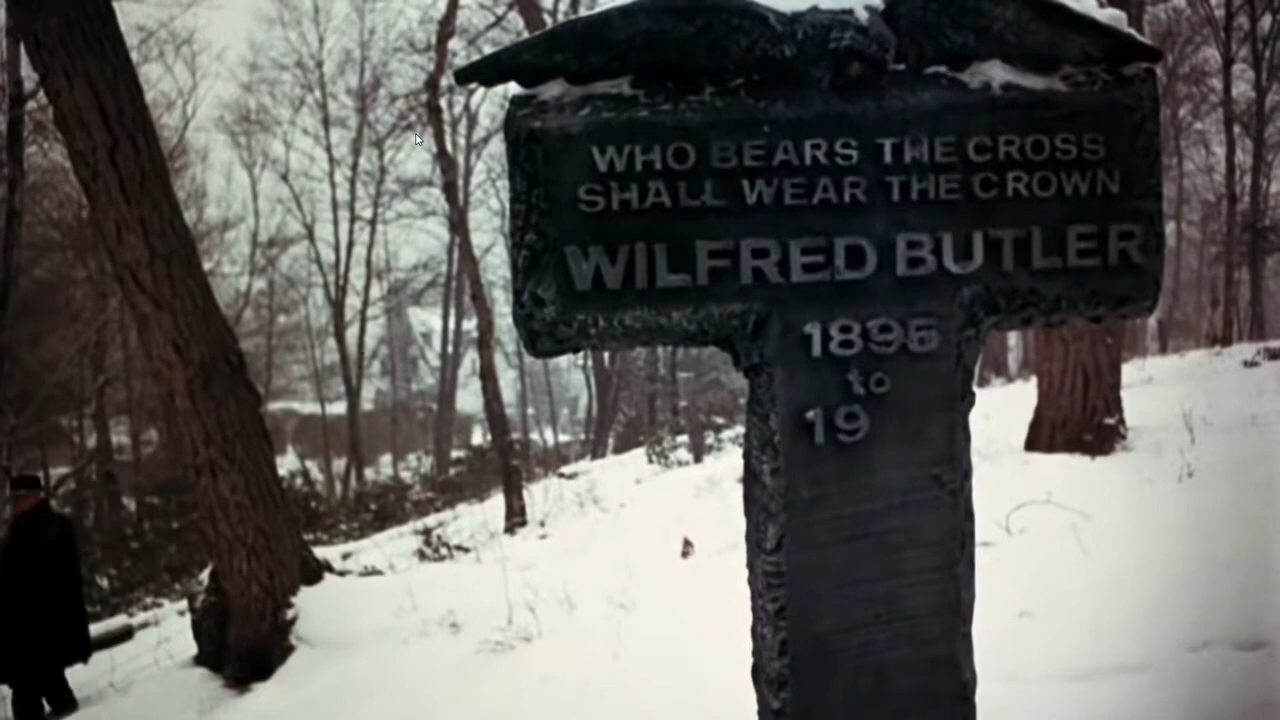 WHO BEARS THE CROSS
SHALL WEAR THE CROWN
WILFRED BUTLER
1895
to
19